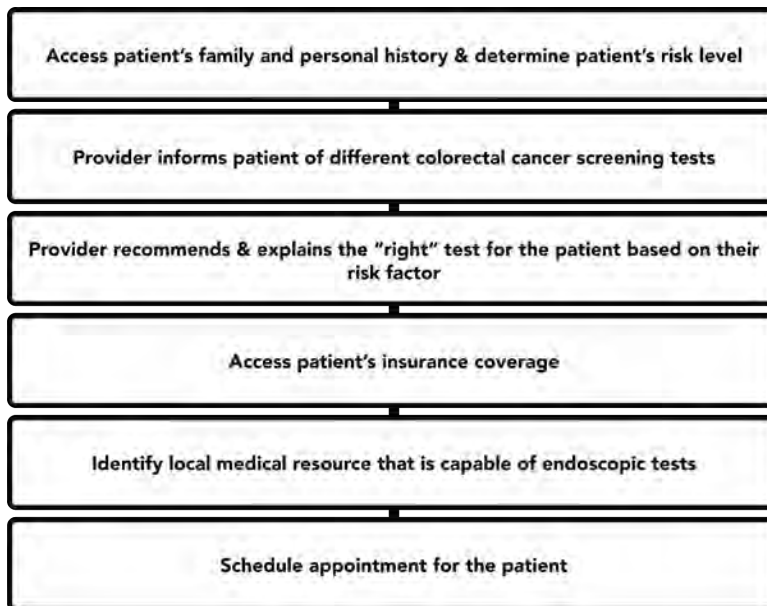 Access patient's family and personal history & determine patient's risk level
Provider informs patient of different colorectal cancer screening tests
Provider recommends & explains the "right" test for the patient based on their
risk factor
Access patient's insurance coverage
Identify local medical resource that is capable of endoscopic tests
Schedule appointment for the patient